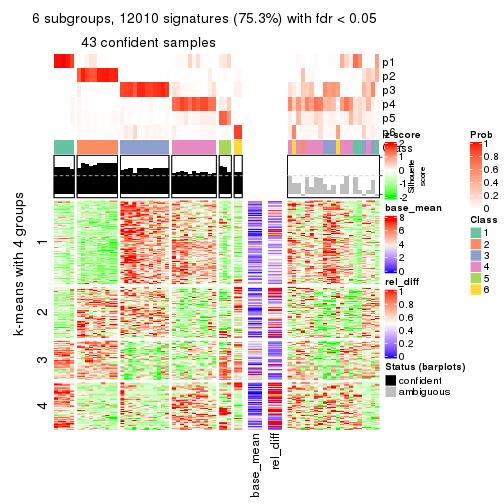 6 subgroups, 12010 signatures (75.3%) with fdr < 0.05
43 confident samples
p1
p2
p3
p4
p5
p6
Class
Silhouette
score
k-means with 4 groups
1
2
3
4
base_mean
rel_diff
z-score
2
1
0
-1
-2
base_mean
8
6
4
2
0
rel_diff
1
0.8
0.6
0.4
0.2
0
Status (barplots)
confident
ambiguous
Prob
1
0.8
0.6
0.4
0.2
0
Class
1
2
3
4
5
6